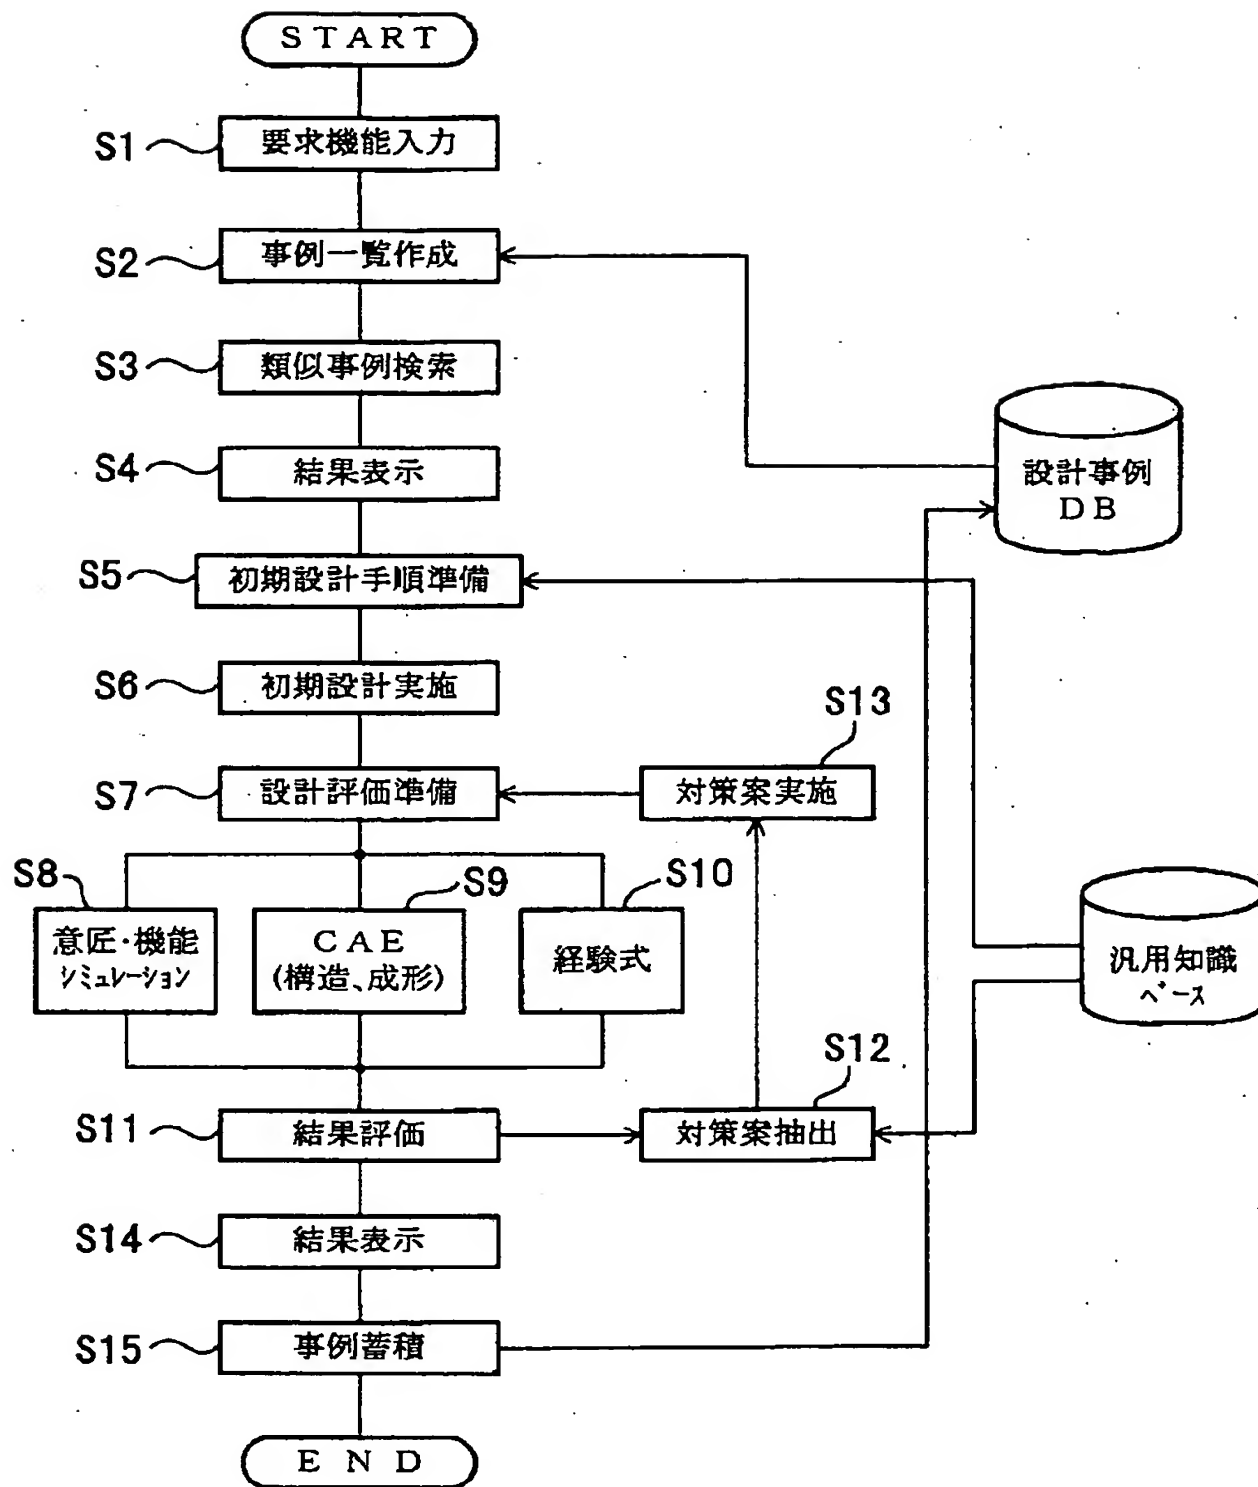 START
S1
要求機能入力
S2
事例一覧作成
S3
類似事例検索
S4
結果表示
設計事例
DB
S5
初期設計手順準備
S6
初期設計実施
S13
S7
設計評価準備
対策案実施
S8
S9
S10
意匠・機能
シミュレーション
CAE
(構造、成形)
経験式
汎用知識
ベース
S12
S11
結果評価
対策案抽出
S14
結果表示
S15
事例蓄積
END